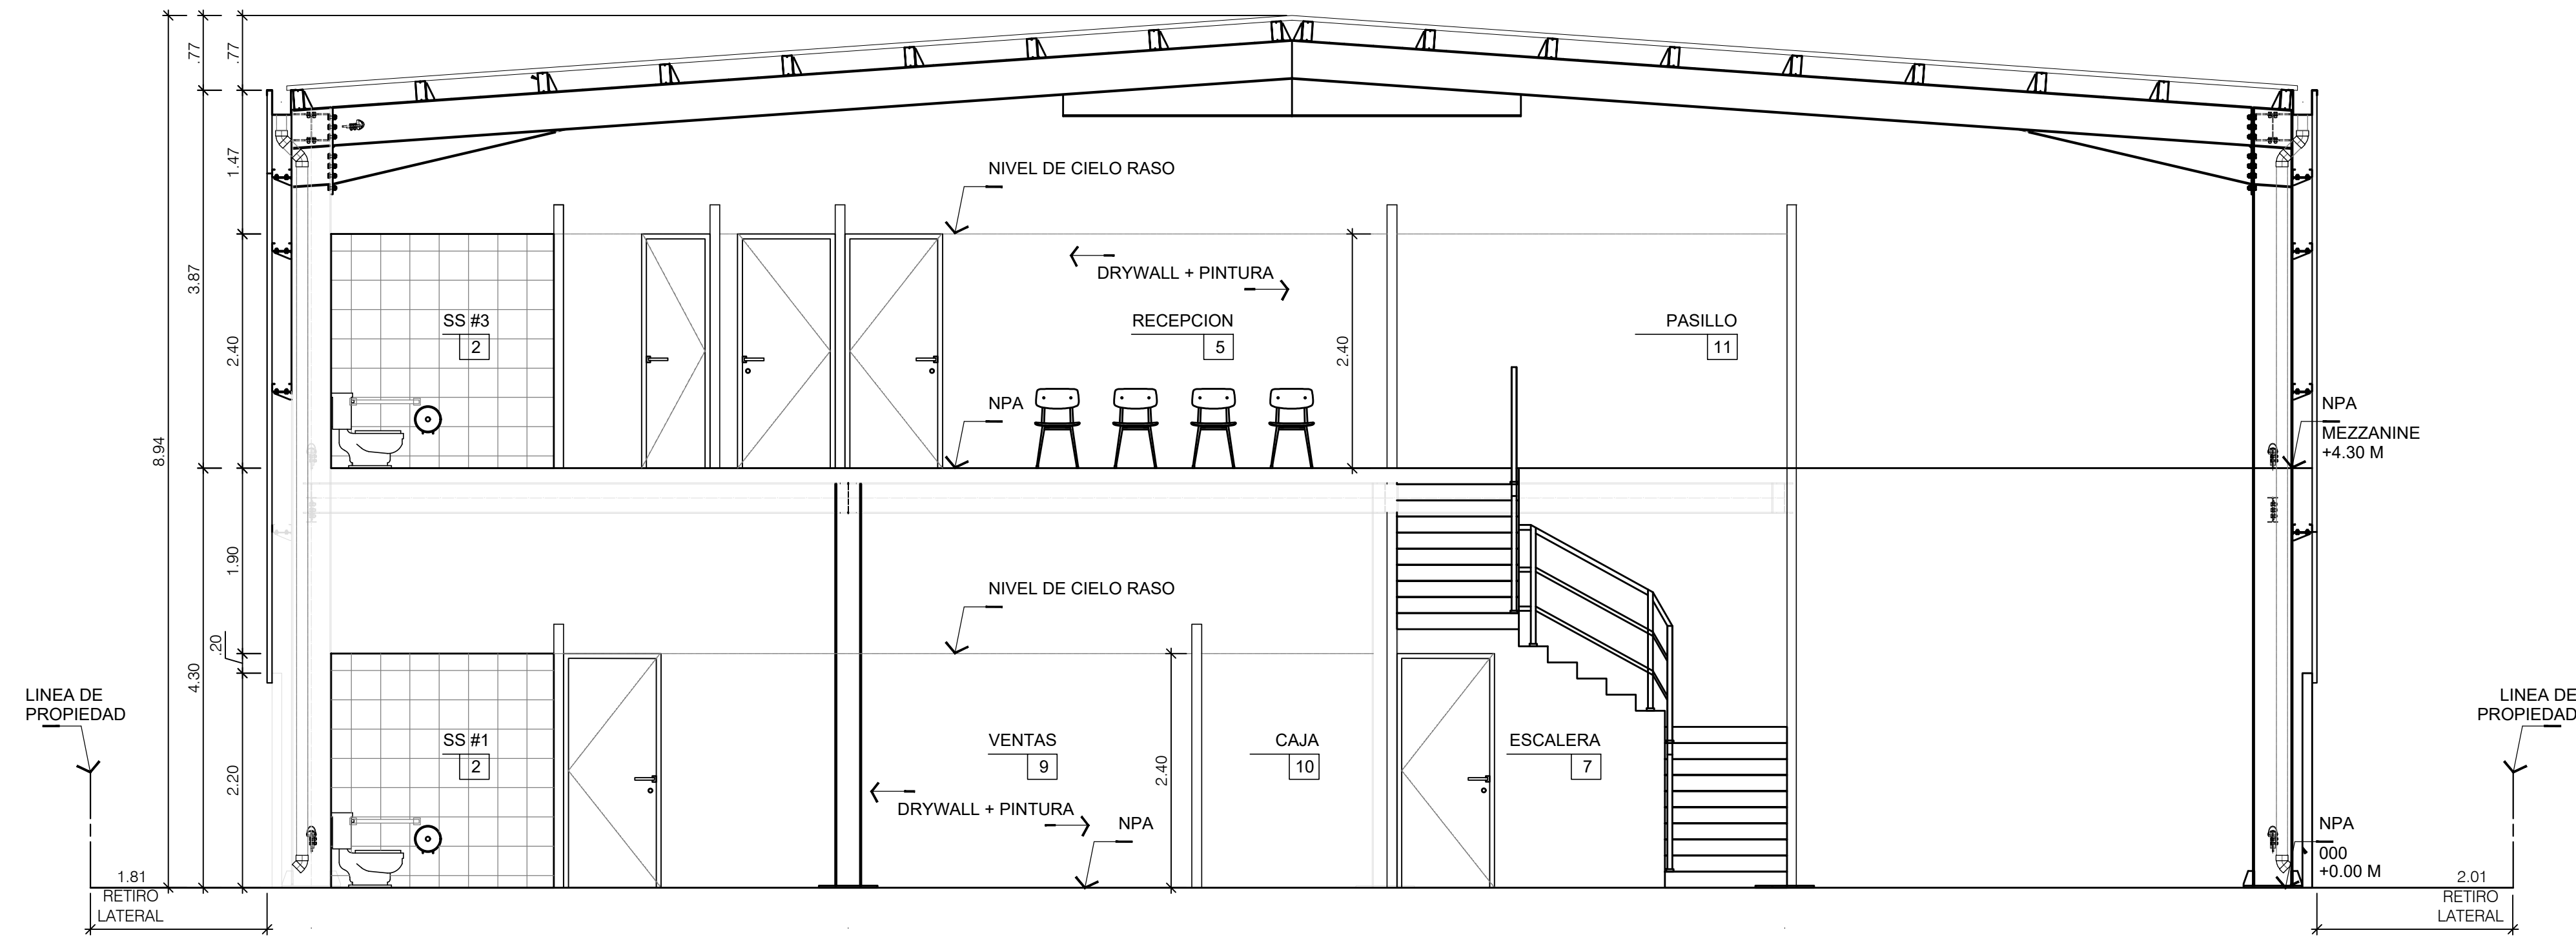 .77
.77
NIVEL DE CIELO RASO
1.47
DRYWALL + PINTURA
3.87
SS #3
2
RECEPCION
5
PASILLO
11
2.40
2.40
NPA
NPA
MEZZANINE
+4.30 M
8.94
1.90
NIVEL DE CIELO RASO
.20
4.30
LINEA DE
PROPIEDAD
LINEA DE
PROPIEDAD
SS #1
2
VENTAS
9
CAJA
10
ESCALERA
7
2.20
2.40
DRYWALL + PINTURA
NPA
NPA
000
+0.00 M
1.81
RETIRO
LATERAL
2.01
RETIRO
LATERAL